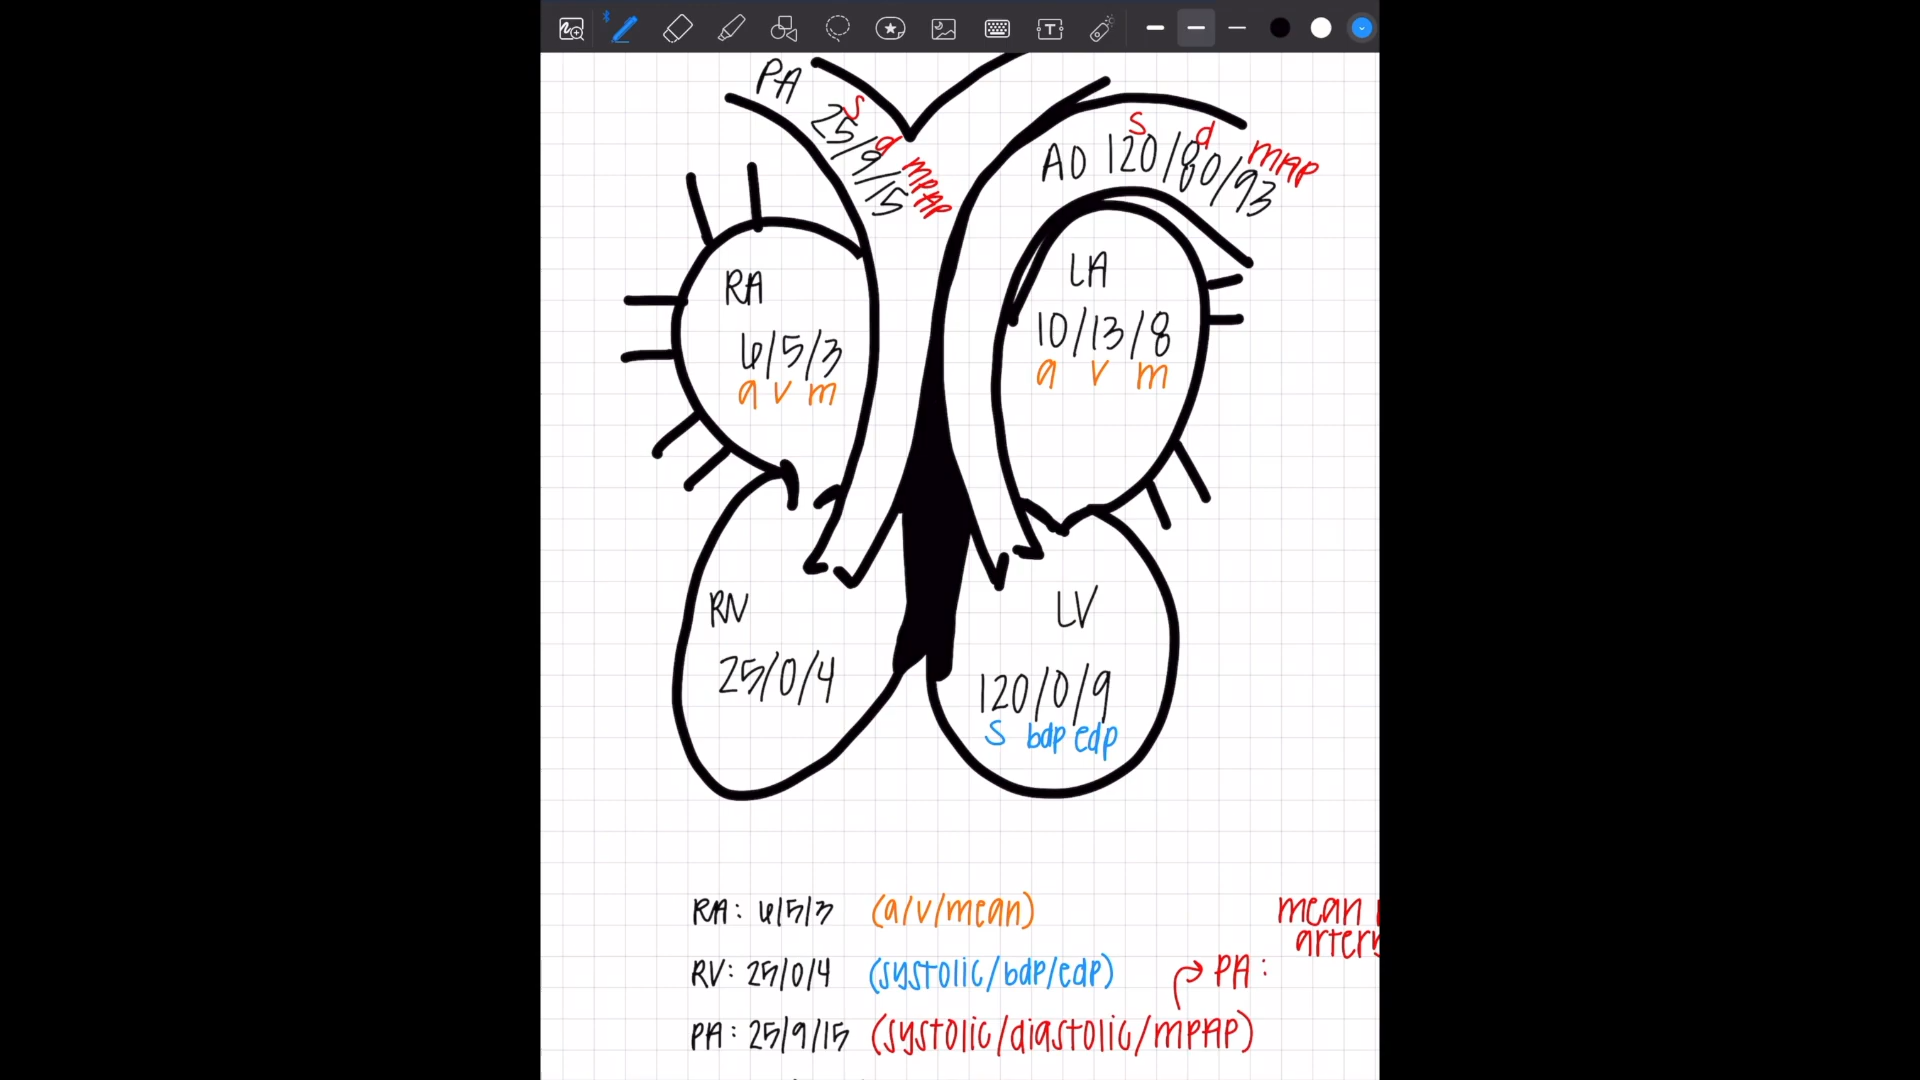 PA
S
25/9/15
d
MPAP
S
d
MAP
AO 120/80/93
RA
6/5/3
a v m
LA
10/13/8
a v m
RV
25/0/4
LV
120/0/9
S bdp edp
RA: 6/5/3 (a/v/mean)
mean
RV: 25/0/4 (systolic/bdp/edp)
PA:
PA: 25/9/15 (systolic/diastolic/MPAP)